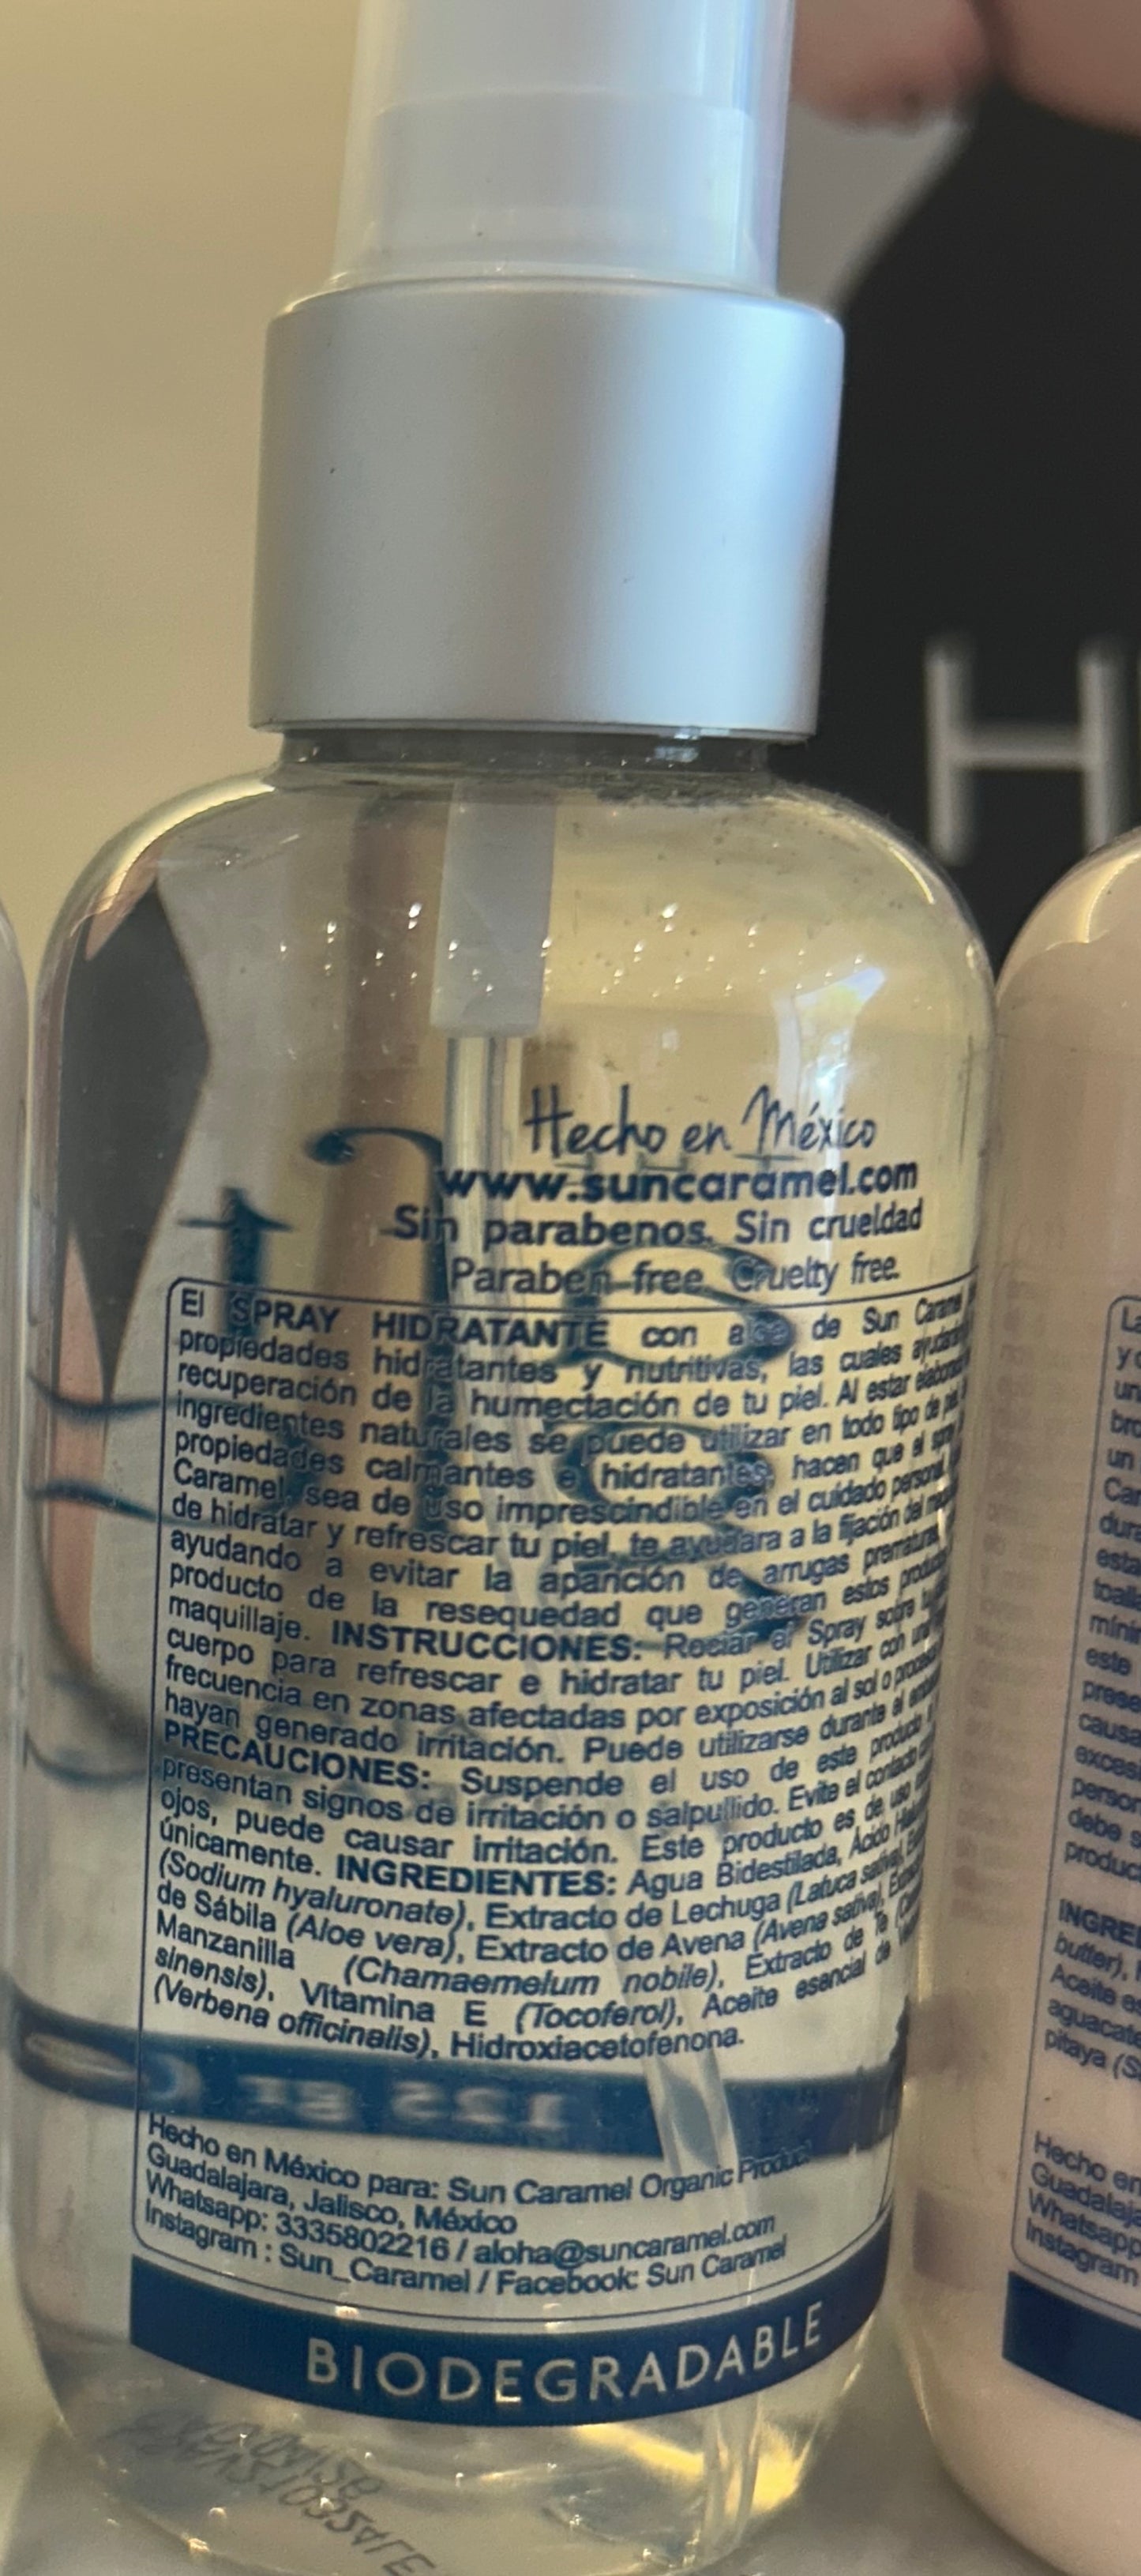 Hecho en México
www.suncaramel.com
Sin parabenos. Sin crueldad
Paraben free. Cruelty free.
El SPRAY HIDRATANTE con de Sun Caramel
propiedades hidratantes y nutritivas, las cuales
recuperación de la humectación de tu piel. Al estar
ingredientes naturales se puede utilizar en todo tipo de
propiedades calmantes e hidratantes, hacen que el
Caramel, sea de uso imprescindible en el cuidado personal,
de hidratar y refrescar tu piel, te ayudara a la fijación del
ayudando a evitar la aparición de arrugas prematuras,
producto de la resequedad que generan estos
maquillaje. INSTRUCCIONES: Rociar el Spray sobre
cuerpo para refrescar e hidratar tu piel. Utilizar con
frecuencia en zonas afectadas por exposición al sol o
hayan generado irritación. Puede utilizarse durante el
PRECAUCIONES: Suspende el uso de este producto
presentan signos de irritación o salpullido. Evite el contacto
ojos, puede causar irritación. Este producto es de uso
únicamente. INGREDIENTES: Agua Bidestilada, Ácido
(Sodium hyaluronate), Extracto de Lechuga (Latuca sativa),
de Sábila (Aloe vera), Extracto de Avena (Avena sativa),
Manzanilla (Chamaemelum nobile), Extracto de Te
sinensis), Vitamina E (Tocoferol), Aceite esencial de
(Verbena officinalis), Hidroxiacetofenona.
Hecho en México para: Sun Caramel Organic
Guadalajara, Jalisco, México
Whatsapp: 3335802216 / aloha@suncaramel.com
Instagram : Sun_Caramel / Facebook: Sun Caramel
BIODEGRADABLE
H
La
un
un
este
debe
Hecho en
Whatsapp
Instagram